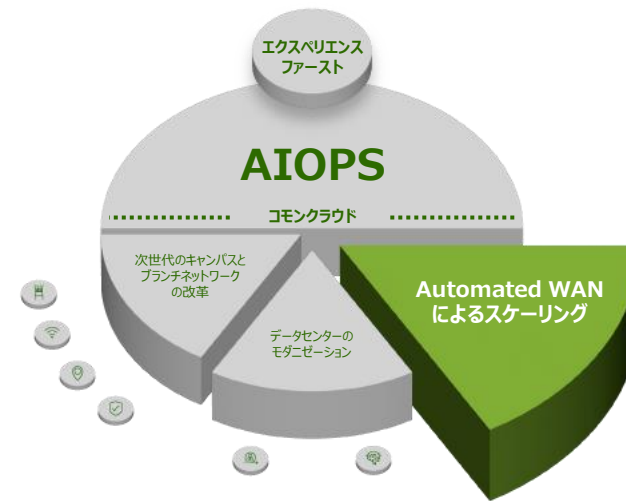 エクスペリエンス
ファースト
AIOPS
コモンクラウド
次世代のキャンパスと
ブランチネットワーク
の改革
データセンターの
モダニゼーション
Automated WAN
によるスケーリング